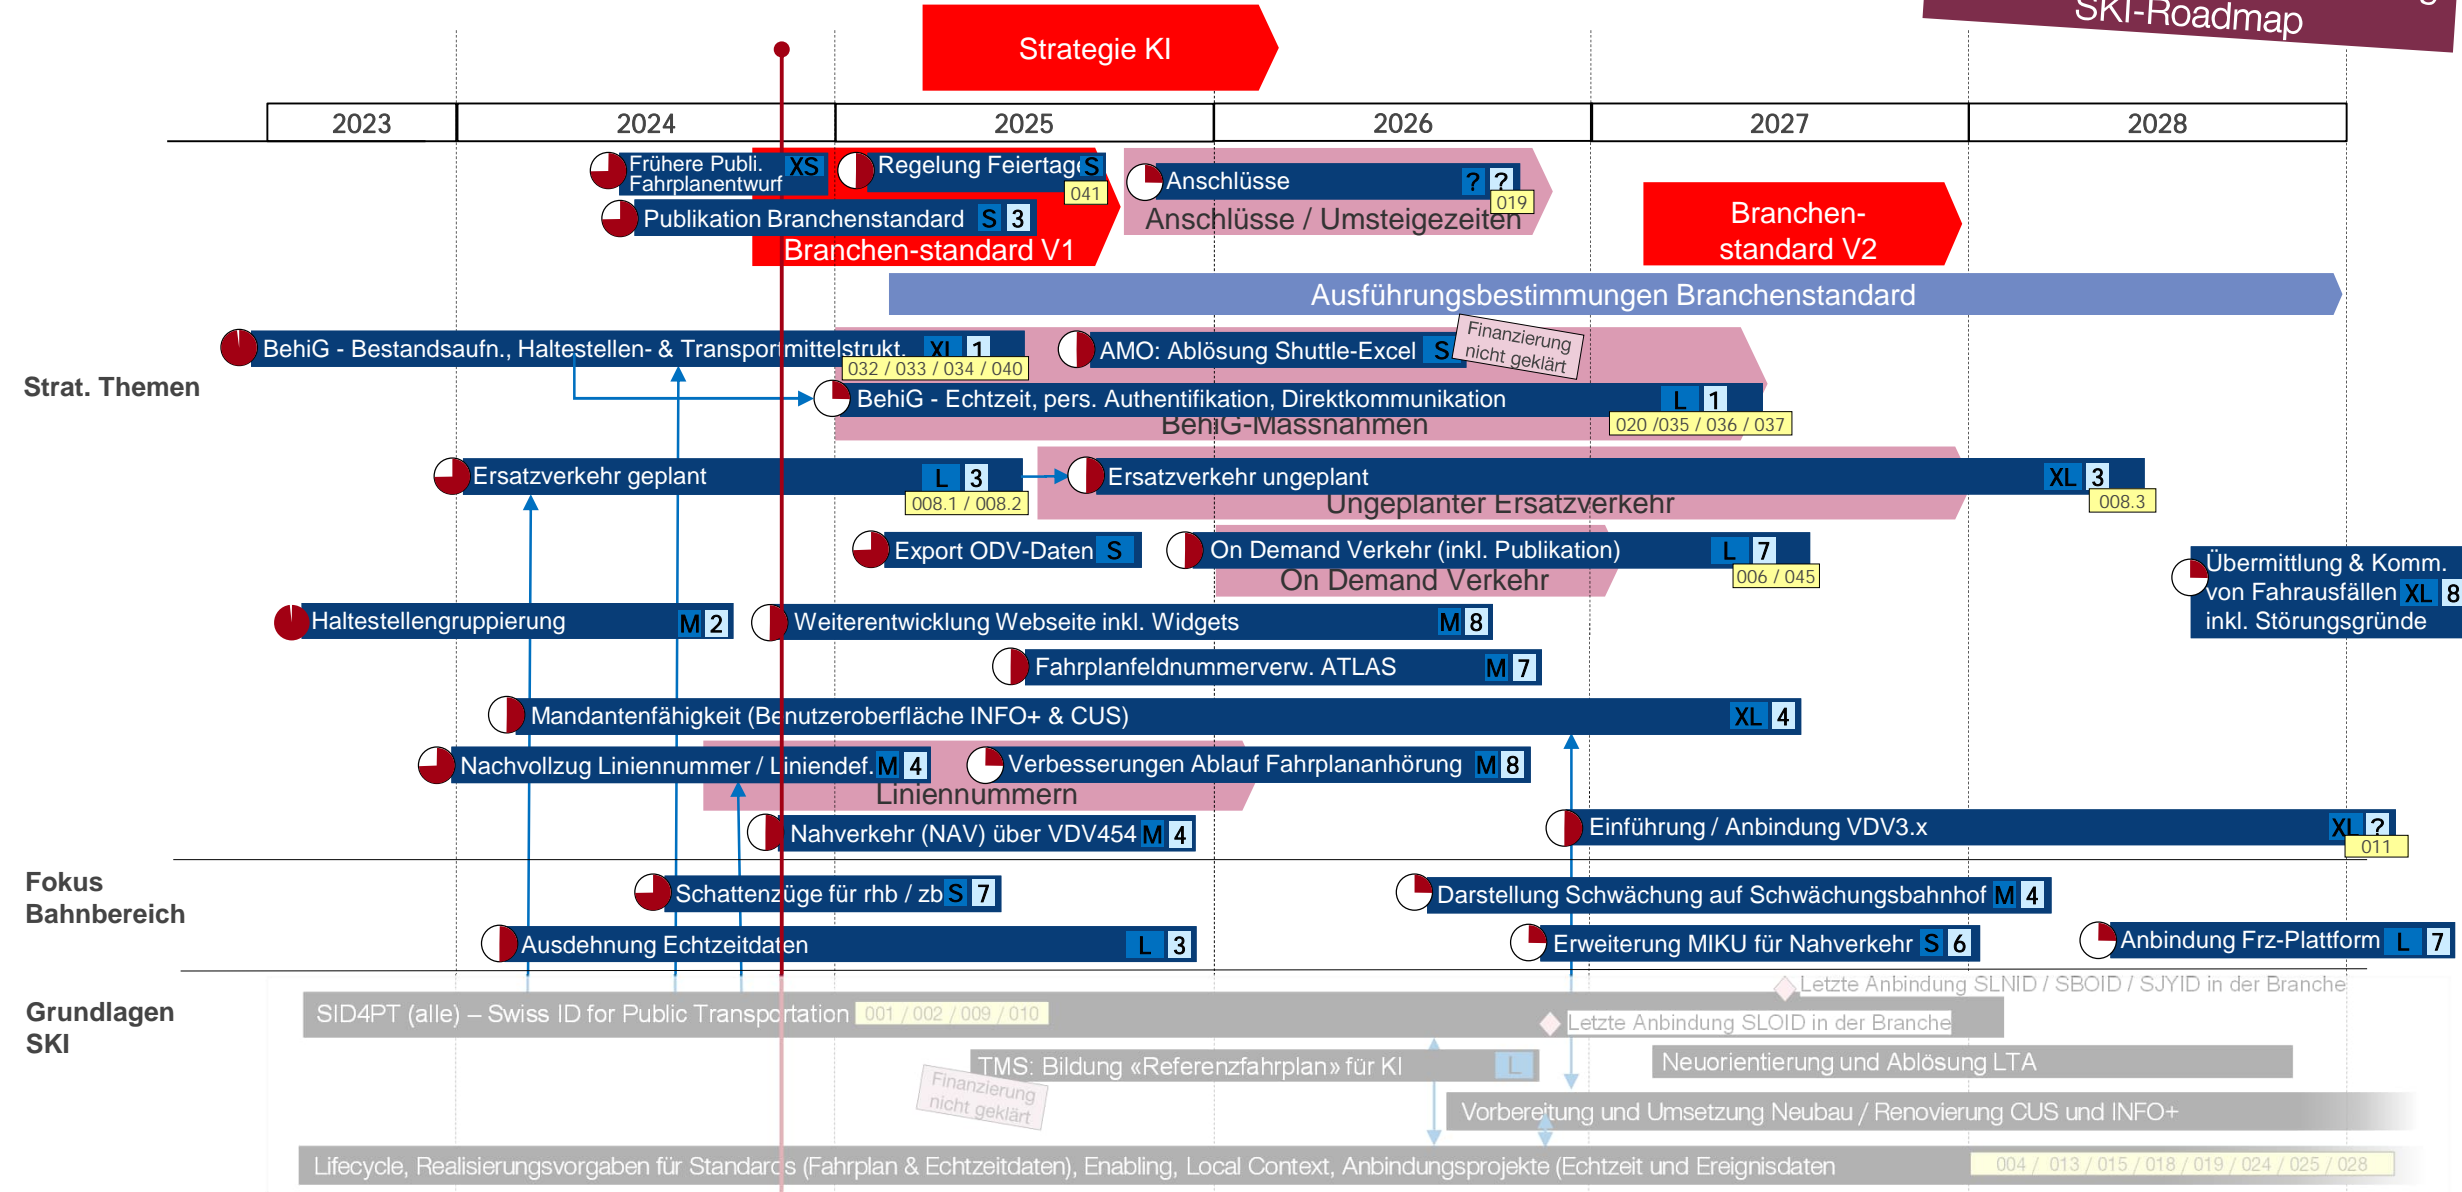 SKI-Roadmap
Strategie KI
2023
2024
2025
2026
2027
2028
Frühere Publi.
Fahrplanentwurf
XS
Regelung Feiertage
S
041
Anschlüsse
? ?
019
Publikation Branchenstandard S 3
Branchen-standard V1
Anschlüsse / Umsteigezeiten
Branchen-
standard V2
Ausführungsbestimmungen Branchenstandard
Strat. Themen
BehiG - Bestandsaufn., Haltestellen- & Transportmittelstrukt. XL 1
032 / 033 / 034 / 040
AMO: Ablösung Shuttle-Excel S
Finanzierung
nicht geklärt
BehiG - Echtzeit, pers. Authentifikation, Direktkommunikation L 1
020 /035 / 036 / 037
BehiG-Massnahmen
Ersatzverkehr geplant L 3
008.1 / 008.2
Ersatzverkehr ungeplant XL 3
008.3
Ungeplanter Ersatzverkehr
Export ODV-Daten S
On Demand Verkehr (inkl. Publikation) L 7
006 / 045
On Demand Verkehr
Übermittlung & Komm.
von Fahrausfällen XL 8
inkl. Störungsgründe
Haltestellengruppierung M 2
Weiterentwicklung Webseite inkl. Widgets M 8
Fahrplanfeldnummerverw. ATLAS M 7
Mandantenfähigkeit (Benutzeroberfläche INFO+ & CUS) XL 4
Nachvollzug Liniennummer / Liniendef. M 4
Verbesserungen Ablauf Fahrplananhörung M 8
Liniennummern
Nahverkehr (NAV) über VDV454 M 4
Einführung / Anbindung VDV3.x XL ?
011
Fokus
Bahnbereich
Schattenzüge für rhb / zb S 7
Darstellung Schwächung auf Schwächungsbahnhof M 4
Ausdehnung Echtzeitdaten L 3
Erweiterung MIKU für Nahverkehr S 6
Anbindung Frz-Plattform L 7
Grundlagen
SKI
Letzte Anbindung SLNID / SBOID / SJYID in der Branche
SID4PT (alle) – Swiss ID for Public Transportation 001 / 002 / 009 / 010
Letzte Anbindung SLOID in der Branche
TMS: Bildung «Referenzfahrplan» für KI L
Neuorientierung und Ablösung LTA
Finanzierung
nicht geklärt
Vorbereitung und Umsetzung Neubau / Renovierung CUS und INFO+
Lifecycle, Realisierungsvorgaben für Standards (Fahrplan & Echtzeitdaten), Enabling, Local Context, Anbindungsprojekte (Echtzeit und Ereignisdaten
004 / 013 / 015 / 018 / 019 / 024 / 025 / 028